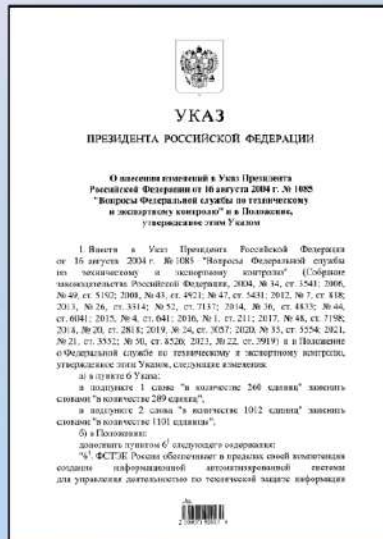 УКАЗ
ПРЕЗИДЕНТА РОССИЙСКОЙ ФЕДЕРАЦИИ
О внесении изменений в Указ Президента
Российской Федерации от 16 августа 2004 г. № 1085
"Вопросы Федеральной службы по техническому
и экспортному контролю" и в Положение,
утвержденное этим Указом
1. Внести в Указ Президента Российской Федерации
от 16 августа 2004 г. № 1085 "Вопросы Федеральной службы
по техническому и экспортному контролю" (Собрание
законодательства Российской Федерации, 2004, № 34, ст. 3541; 2006,
№ 49, ст. 5192; 2008, № 43, ст. 4921; № 47, ст. 5431; 2012, № 7, ст. 818;
2013, № 26, ст. 3314; № 52, ст. 7137; 2014, № 36, ст. 4833; № 44,
ст. 6041; 2015, № 4, ст. 641; 2016, № 1, ст. 211; 2017, № 48, ст. 7198;
2018, № 20, ст. 2818; 2019, № 24, ст. 3057; 2020, № 35, ст. 5554; 2021,
№ 21, ст. 3552; № 50, ст. 8526; 2023, № 22, ст. 3919) и в Положение
о Федеральной службе по техническому и экспортному контролю,
утвержденное этим Указом, следующие изменения:
а) в пункте 6 Указа:
в подпункте 1 слова "в количестве 260 единиц" заменить
словами "в количестве 289 единиц";
в подпункте 2 слова "в количестве 1012 единиц" заменить
словами "в количестве 1101 единицы";
б) в Положении:
дополнить пунктом 6¹ следующего содержания:
"6¹. ФСТЭК России обеспечивает в пределах своей компетенции
создание информационной автоматизированной системы
для управления деятельностью по технической защите информации